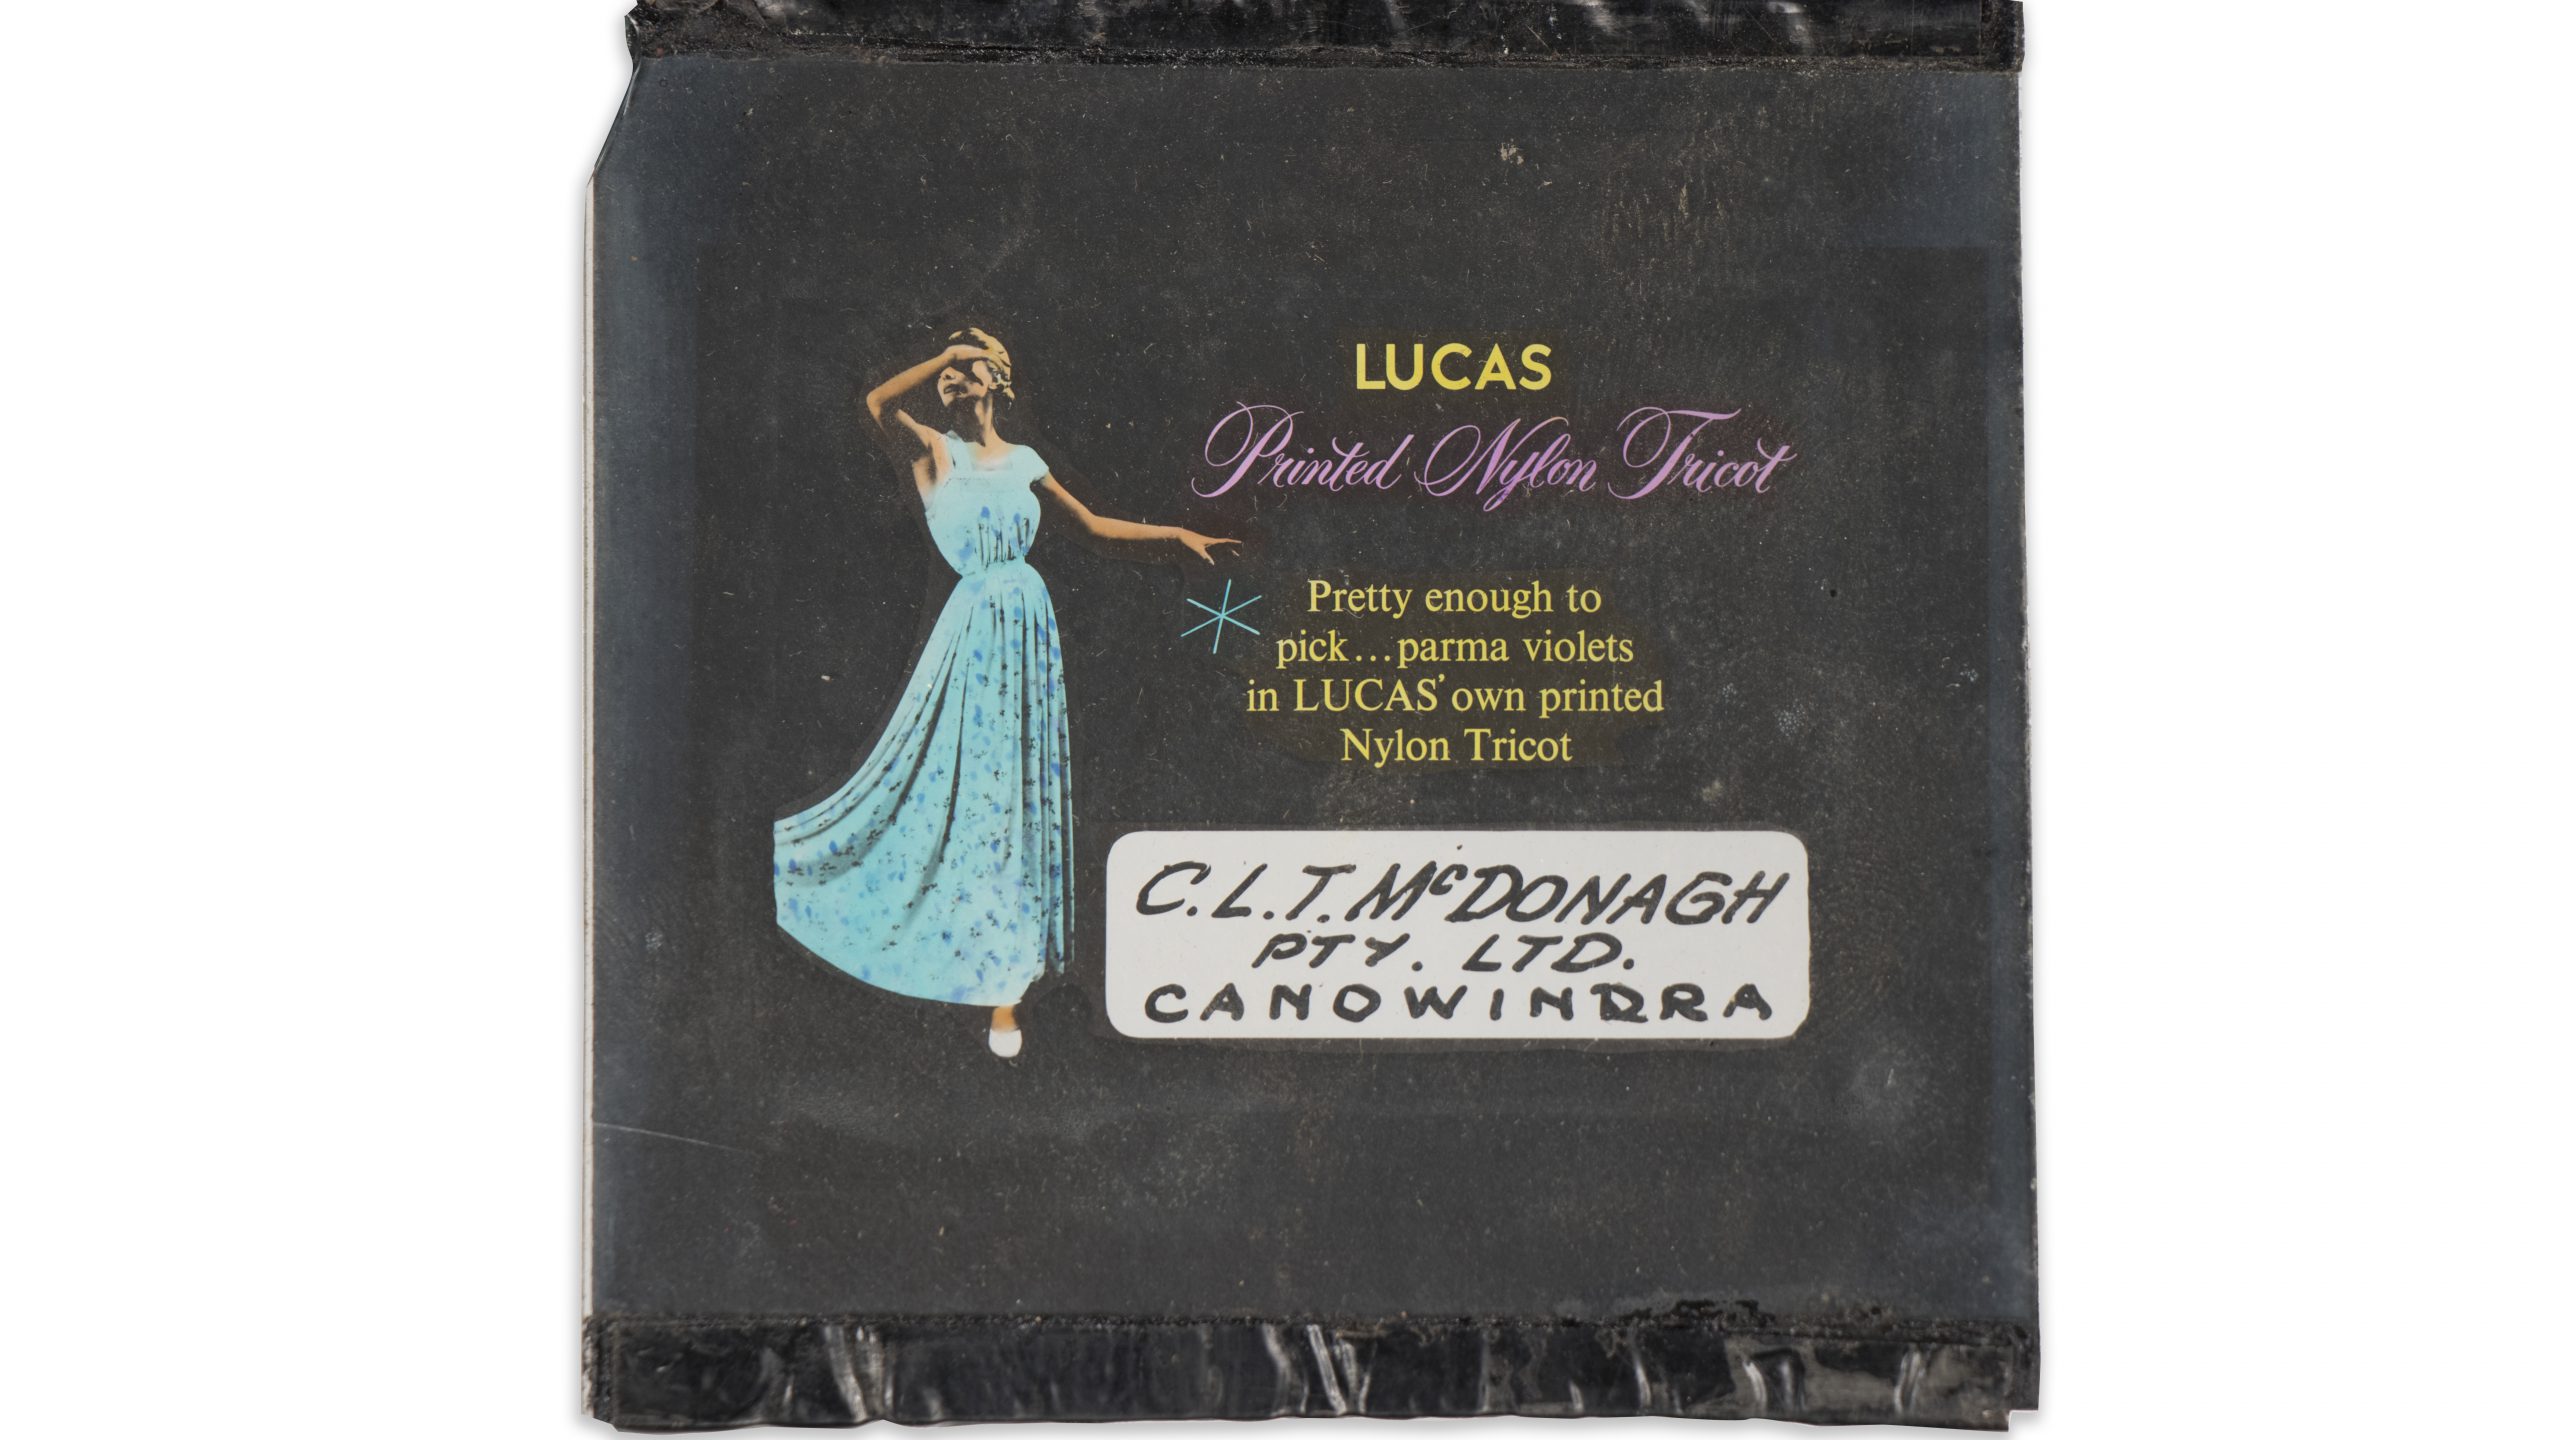 LUCAS
Printed Nylon Tricot
Pretty enough to
pick...parma violets
in LUCAS' own printed
Nylon Tricot
C.L.T. McDONAGH
PTY. LTD.
CANOWINDRA